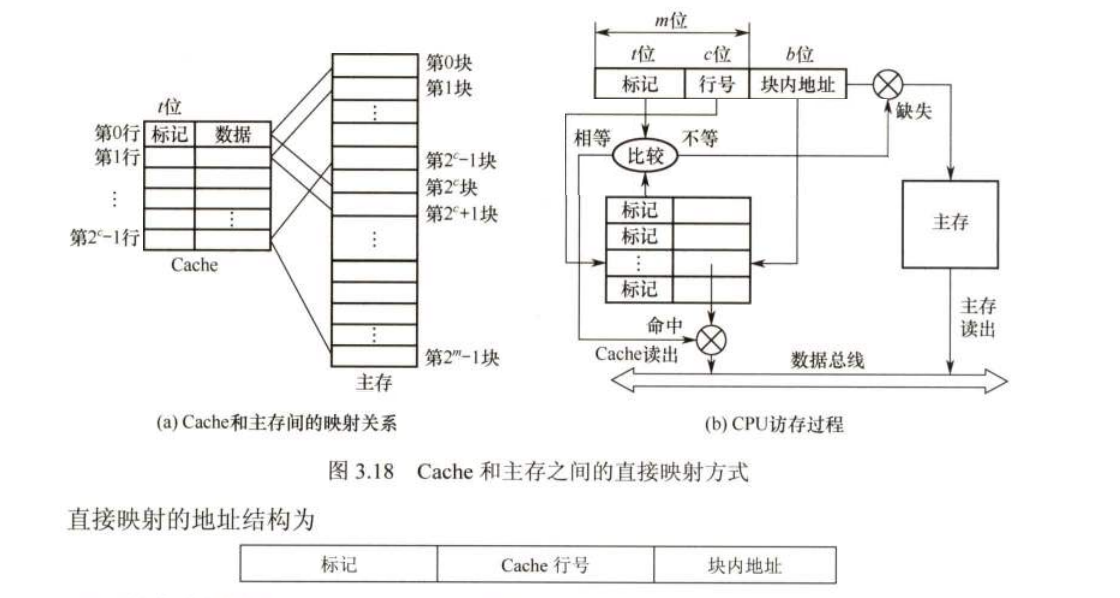 t位
第0行
标记
数据
第1行
⋮
⋮
第2ᶜ−1行
Cache
第0块
第1块
⋮
第2ᶜ−1块
第2ᶜ块
第2ᶜ+1块
⋮
⋮
第2ᵐ−1块
主存
(a) Cache和主存间的映射关系
m位
t位 c位 b位
标记 行号 块内地址
缺失
相等 比较 不等
标记
标记
⋮
标记
主存
命中
Cache读出
主存
读出
数据总线
(b) CPU访存过程
图 3.18 Cache 和主存之间的直接映射方式
直接映射的地址结构为
标记 Cache 行号 块内地址